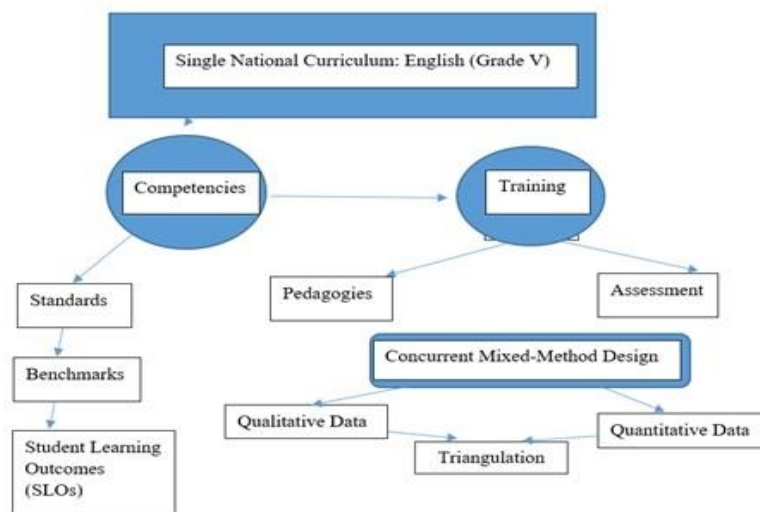 Single National Curriculum: English (Grade V)
Competencies
Training
Standards
Pedagogies
Assessment
Benchmarks
Concurrent Mixed-Method Design
Qualitative Data
Quantitative Data
Student Learning
Outcomes
(SLOs)
Triangulation